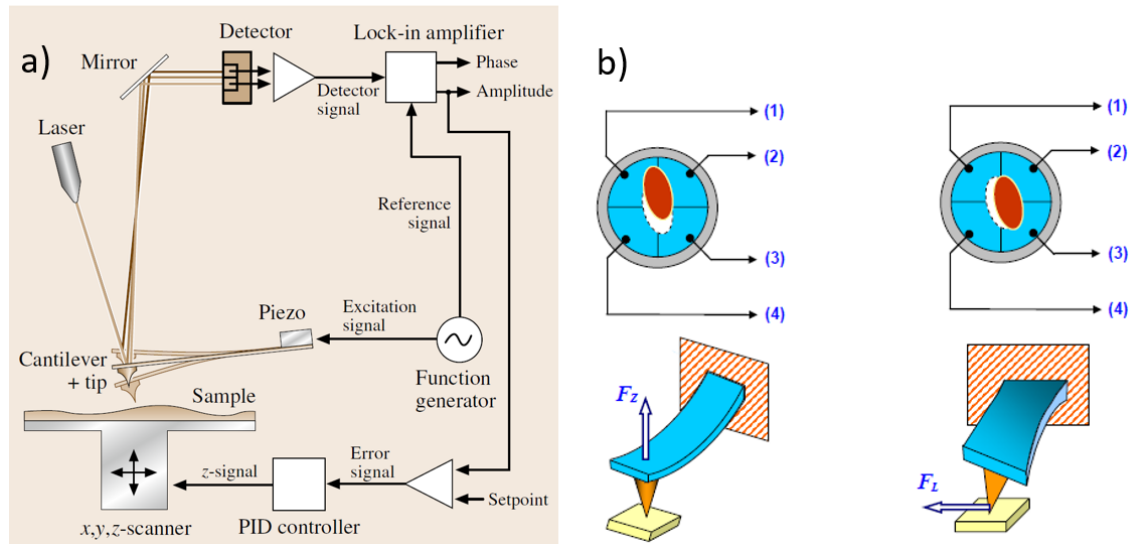 a)
Detector
Lock-in amplifier
Mirror
Phase
Detector
signal
Amplitude
Laser
Reference
signal
Piezo
Excitation
signal
Cantilever
+ tip
Function
generator
Sample
z-signal
Error
signal
Setpoint
x,y,z-scanner
PID controller
b)
(1)
(2)
(3)
(4)
(1)
(2)
(3)
(4)
FZ
FL